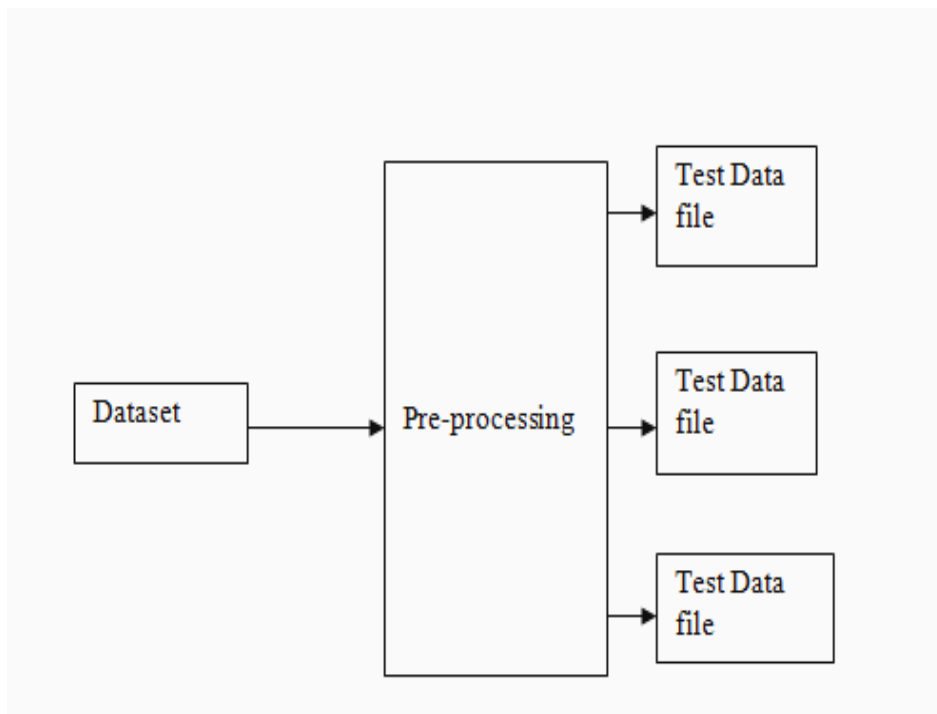 Dataset
Pre-processing
Test Data
file
Test Data
file
Test Data
file